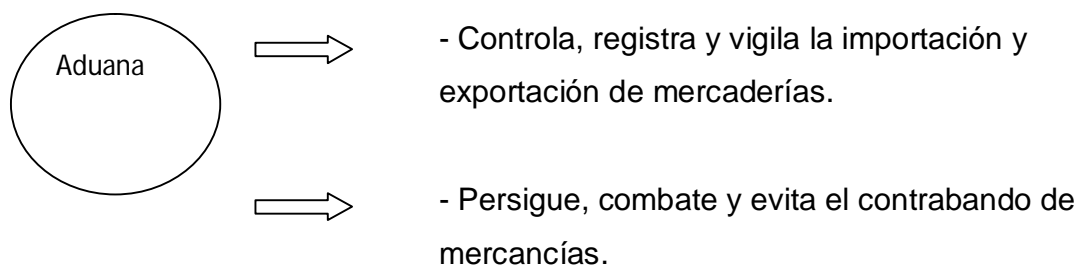 Aduana
- Controla, registra y vigila la importación y
exportación de mercaderías.
- Persigue, combate y evita el contrabando de
mercancías.